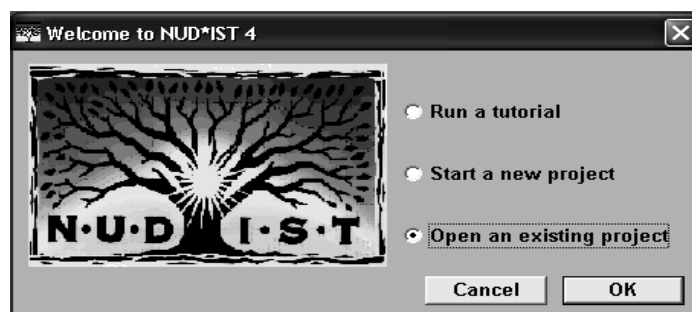 Welcome to NUD*IST 4
N·U·D I·S·T
Run a tutorial
Start a new project
Open an existing project
Cancel OK